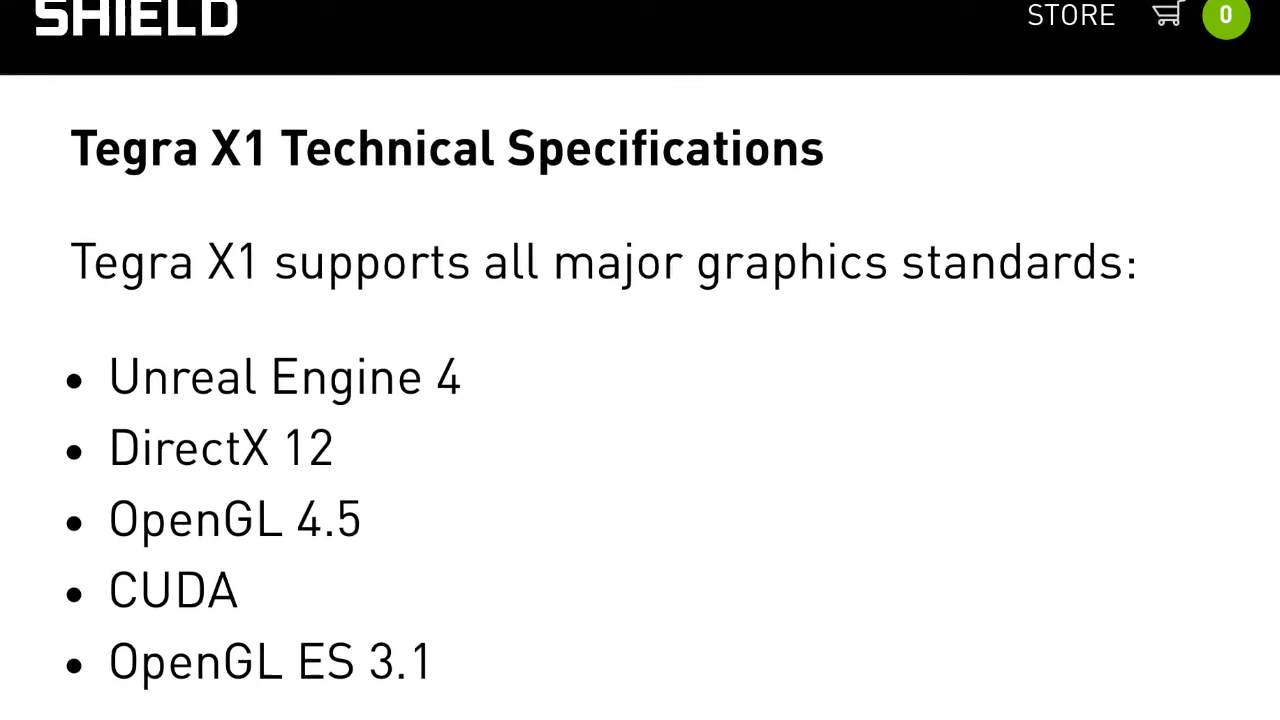 SHIELD
STORE
0
Tegra X1 Technical Specifications
Tegra X1 supports all major graphics standards:
• Unreal Engine 4
• DirectX 12
• OpenGL 4.5
• CUDA
• OpenGL ES 3.1